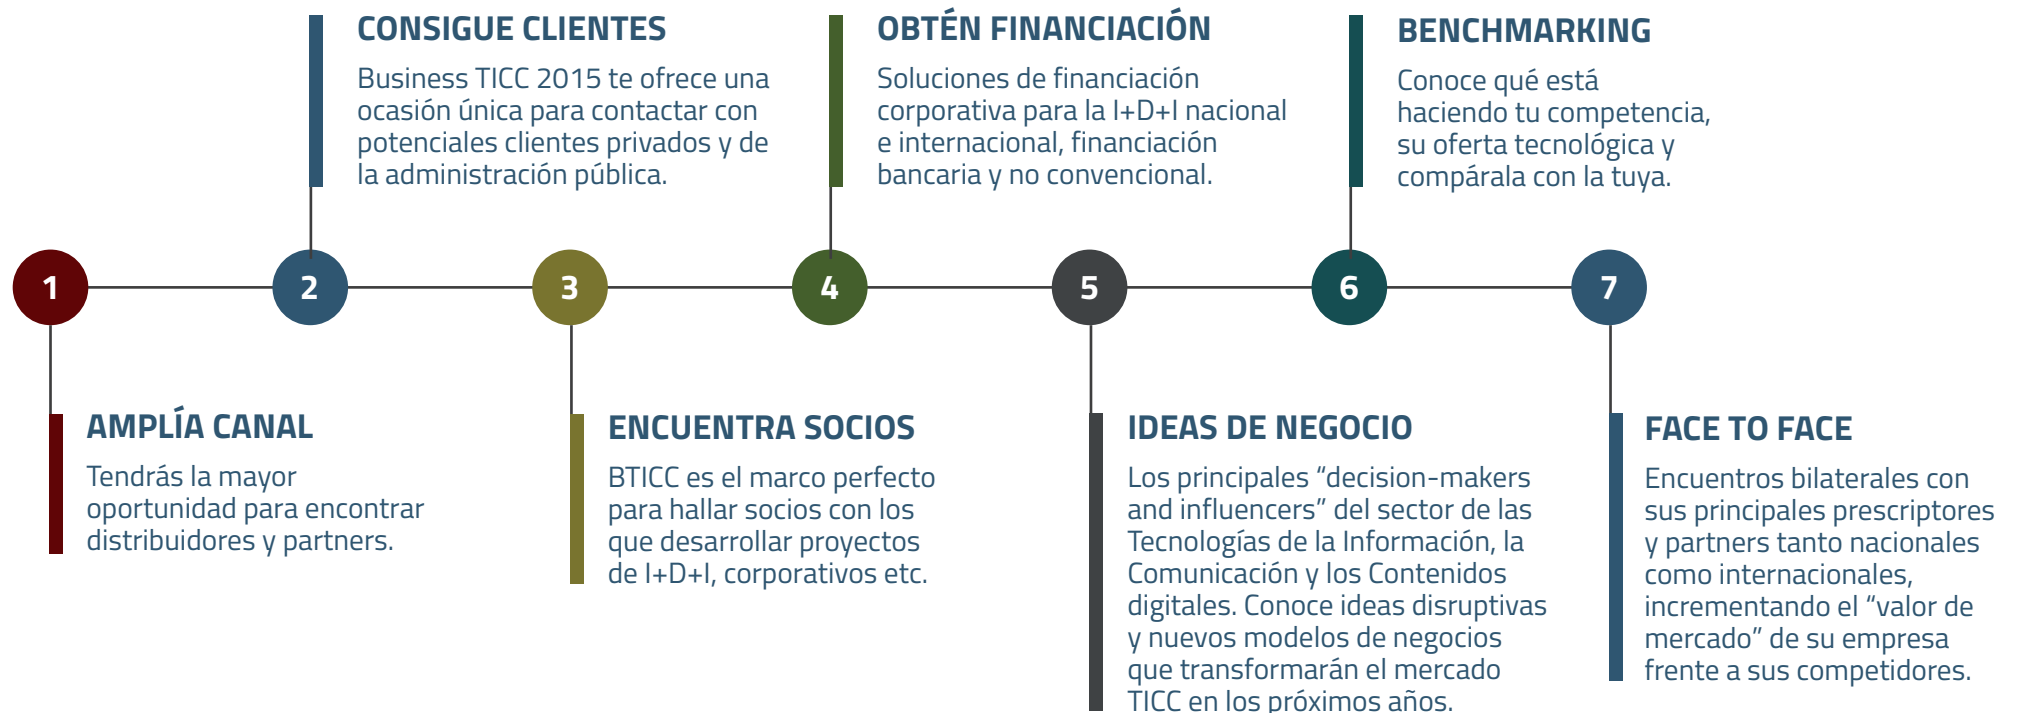 CONSIGUE CLIENTES
Business TICC 2015 te ofrece una
ocasión única para contactar con
potenciales clientes privados y de
la administración pública.
OBTÉN FINANCIACIÓN
Soluciones de financiación
corporativa para la I+D+I nacional
e internacional, financiación
bancaria y no convencional.
BENCHMARKING
Conoce qué está
haciendo tu competencia,
su oferta tecnológica y
compárala con la tuya.
1
2
3
4
5
6
7
AMPLÍA CANAL
Tendrás la mayor
oportunidad para encontrar
distribuidores y partners.
ENCUENTRA SOCIOS
BTICC es el marco perfecto
para hallar socios con los
que desarrollar proyectos
de I+D+I, corporativos etc.
IDEAS DE NEGOCIO
Los principales “decision-makers
and influencers” del sector de las
Tecnologías de la Información, la
Comunicación y los Contenidos
digitales. Conoce ideas disruptivas
y nuevos modelos de negocios
que transformarán el mercado
TICC en los próximos años.
FACE TO FACE
Encuentros bilaterales con
sus principales prescriptores
y partners tanto nacionales
como internacionales,
incrementando el “valor de
mercado” de su empresa
frente a sus competidores.